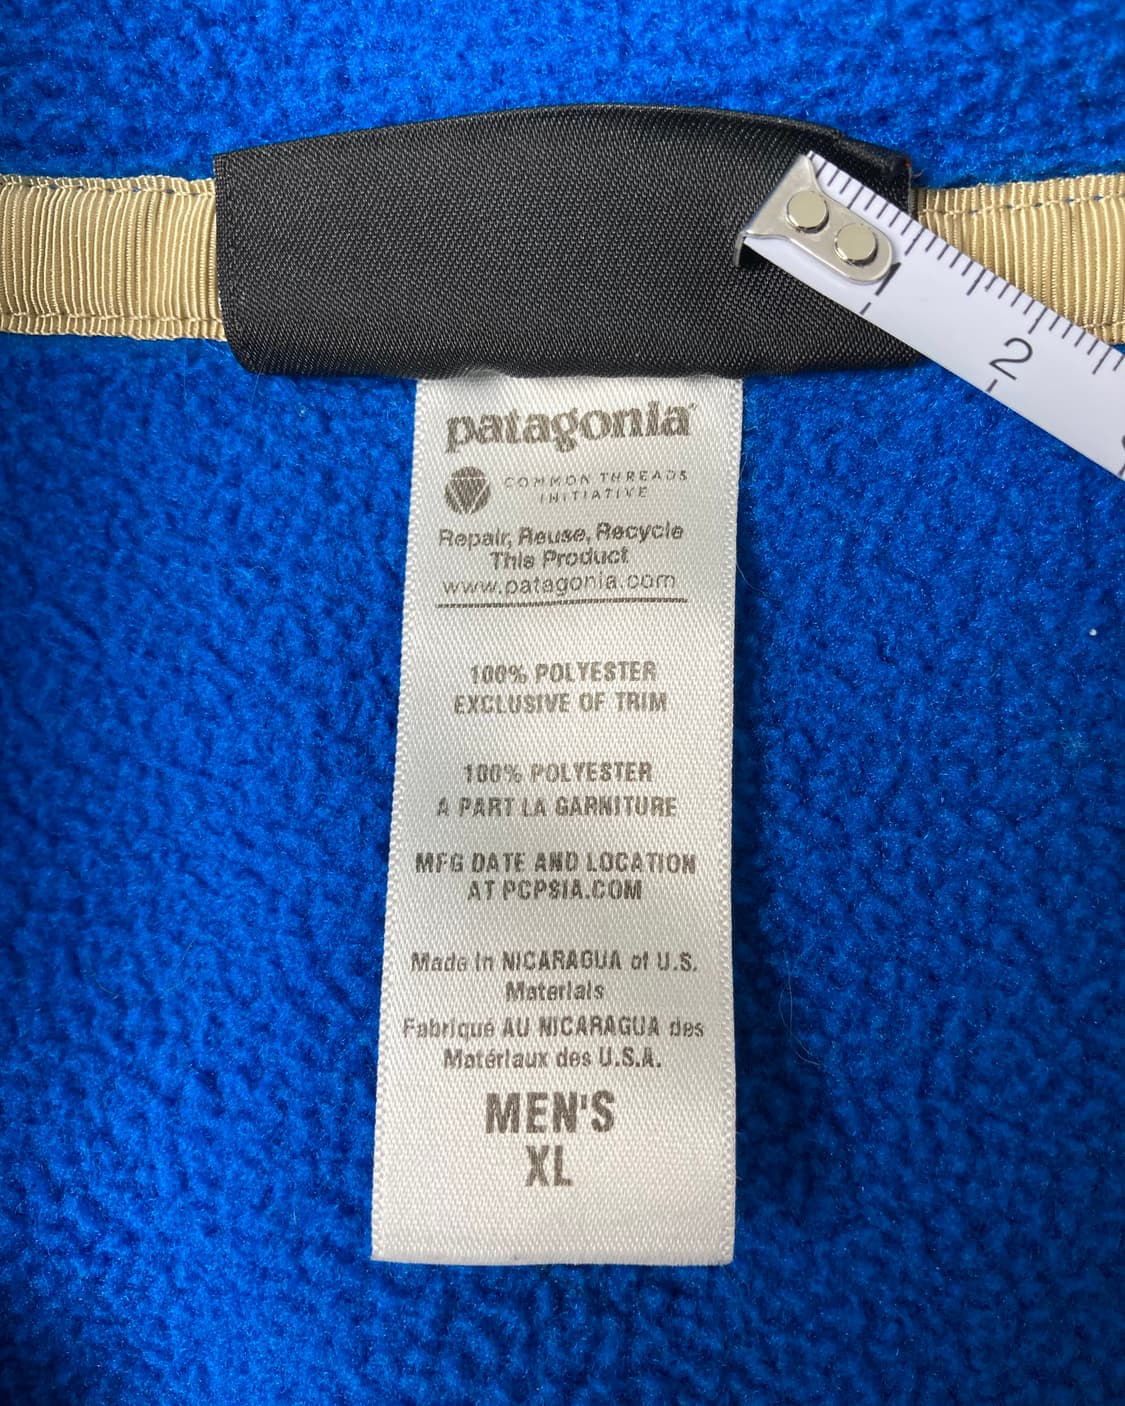 1
2
patagonia®
COMMON THREADS
INITIATIVE
Repair, Reuse, Recycle
This Product
www.patagonia.com
100% POLYESTER
EXCLUSIVE OF TRIM
100% POLYESTER
A PART LA GARNITURE
MFG DATE AND LOCATION
AT PCPSIA.COM
Made in NICARAGUA of U.S.
Materials
Fabriqué AU NICARAGUA des
Matériaux des U.S.A.
MEN'S
XL